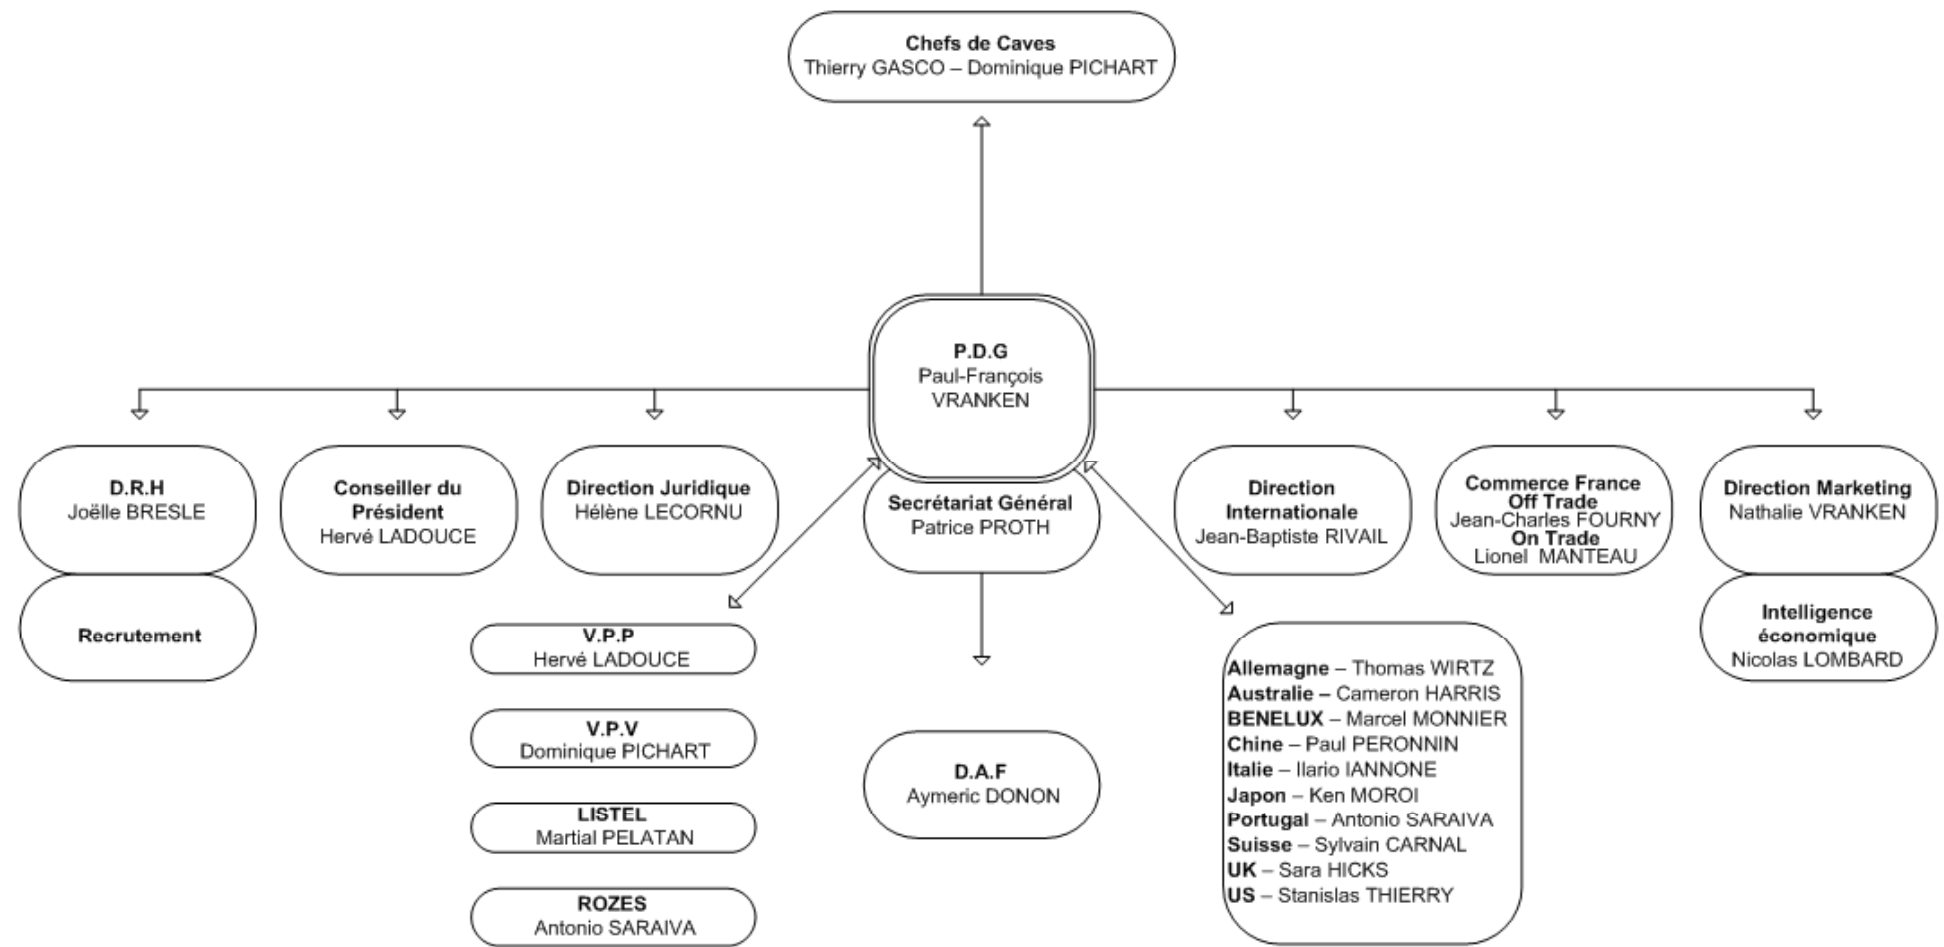 Chefs de Caves
Thierry GASCO – Dominique PICHART
P.D.G
Paul-François
VRANKEN
D.R.H
Joëlle BRESLE
Recrutement
Conseiller du
Président
Hervé LADOUCE
Direction Juridique
Hélène LECORNU
Secrétariat Général
Patrice PROTH
Direction
Internationale
Jean-Baptiste RIVAIL
Commerce France
Off Trade
Jean-Charles FOURNY
On Trade
Lionel MANTEAU
Direction Marketing
Nathalie VRANKEN
Intelligence
économique
Nicolas LOMBARD
V.P.P
Hervé LADOUCE
V.P.V
Dominique PICHART
LISTEL
Martial PELATAN
ROZES
Antonio SARAIVA
D.A.F
Aymeric DONON
Allemagne – Thomas WIRTZ
Australie – Cameron HARRIS
BENELUX – Marcel MONNIER
Chine – Paul PERONNIN
Italie – Ilario IANNONE
Japon – Ken MOROI
Portugal – Antonio SARAIVA
Suisse – Sylvain CARNAL
UK – Sara HICKS
US – Stanislas THIERRY